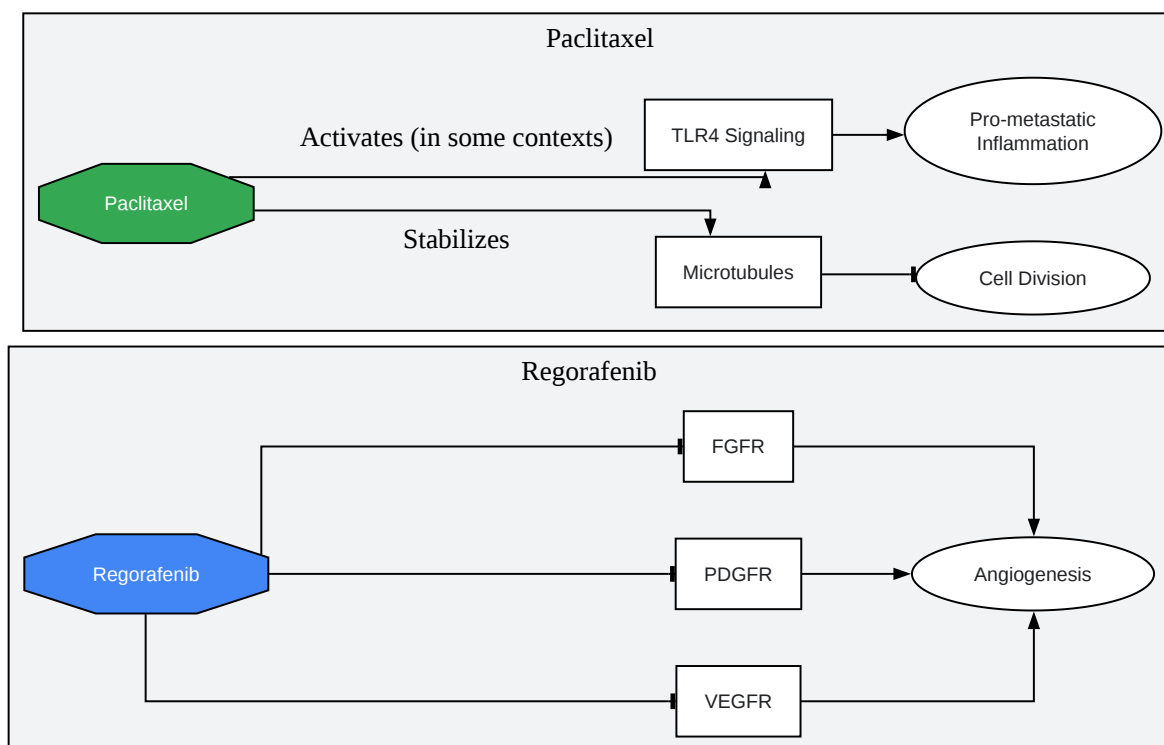 Paclitaxel
Activates (in some contexts)
TLR4 Signaling
Pro-metastatic
Inflammation
Paclitaxel
Stabilizes
Microtubules
Cell Division
Regorafenib
FGFR
Regorafenib
PDGFR
Angiogenesis
VEGFR